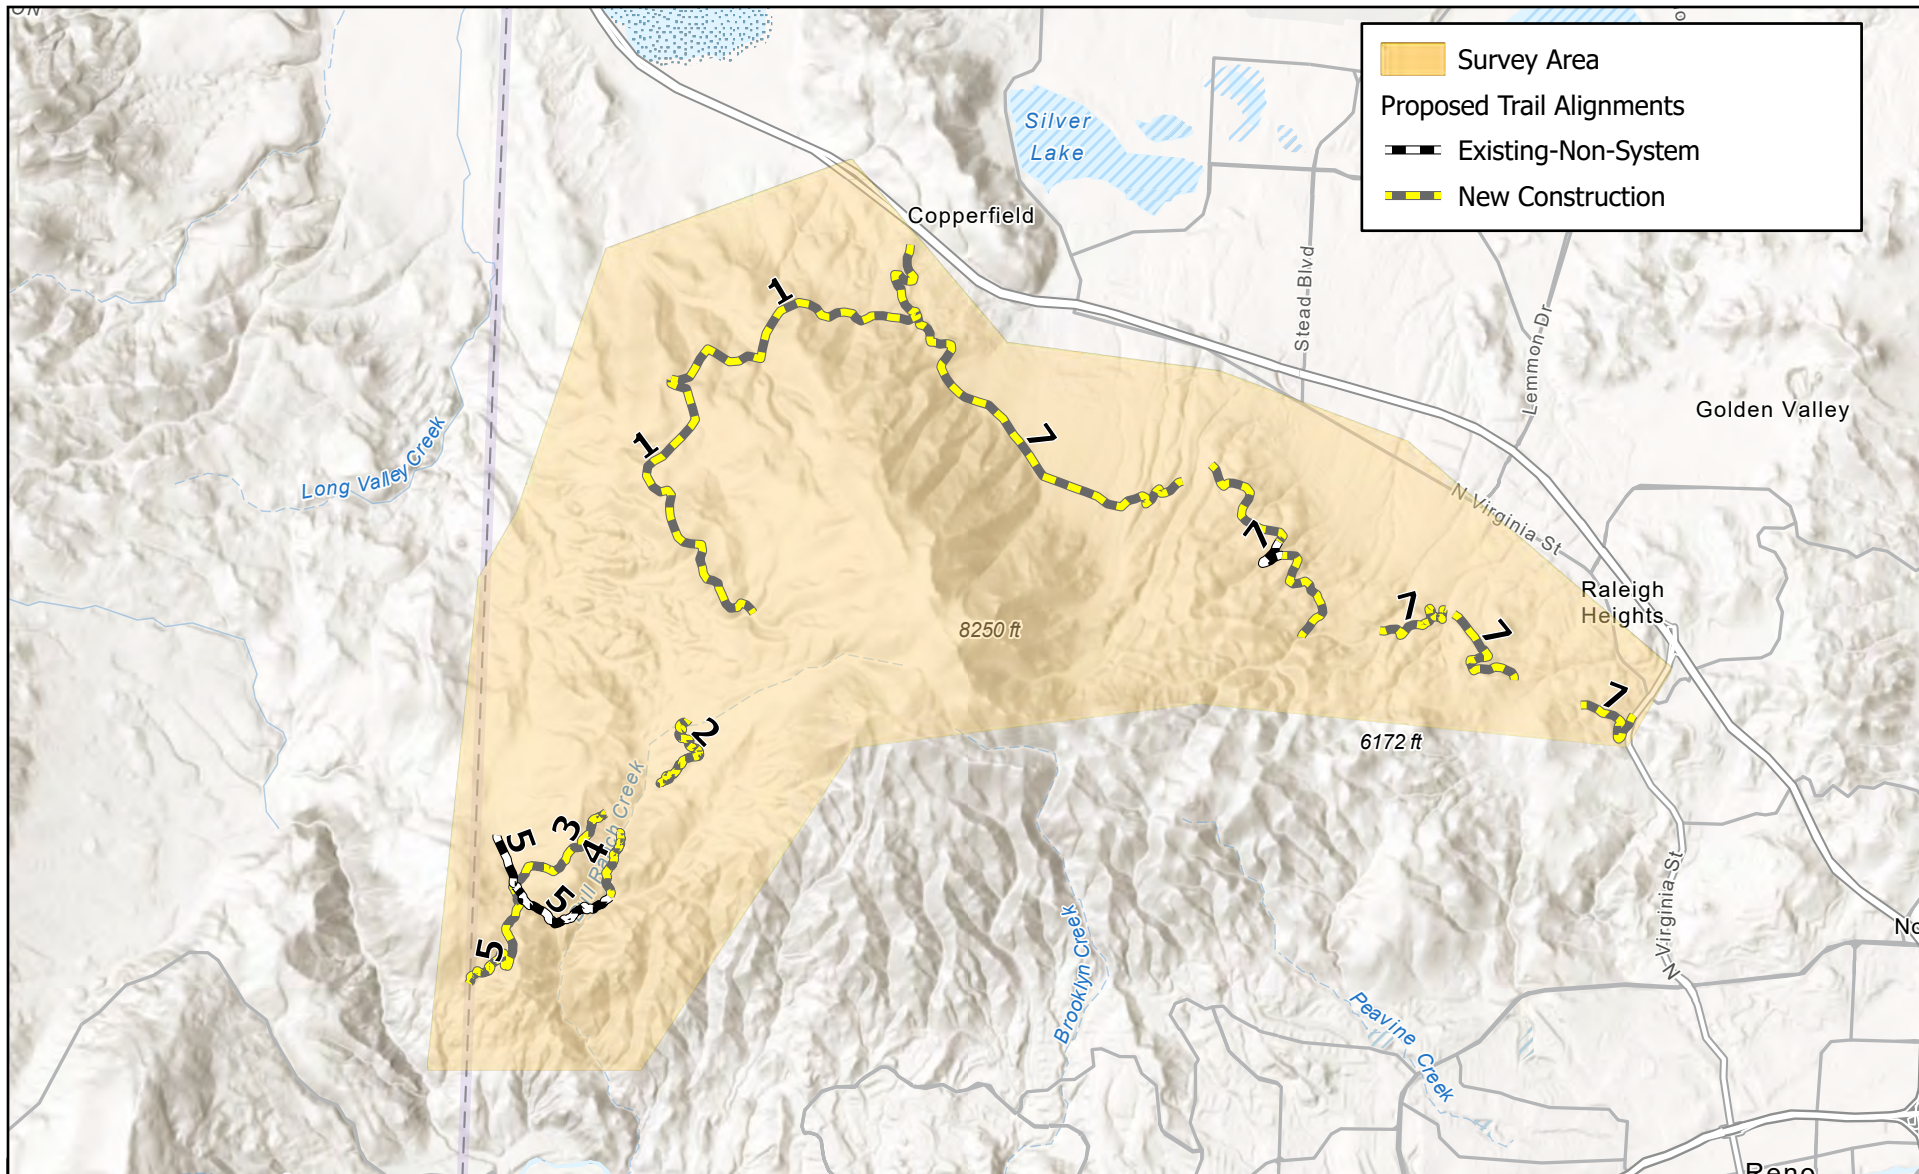 Survey Area
Proposed Trail Alignments
Existing-Non-System
New Construction
Silver
Lake
Copperfield
Stead Blvd
Lemmon Dr
Golden Valley
1
1
7
Long Valley Creek
N Virginia St
7
Raleigh
Heights
7
7
8250 ft
7
6172 ft
2
3
4
5
5
5
Ranch Creek
Brooklyn Creek
N Virginia St
Peavine Creek
Reno